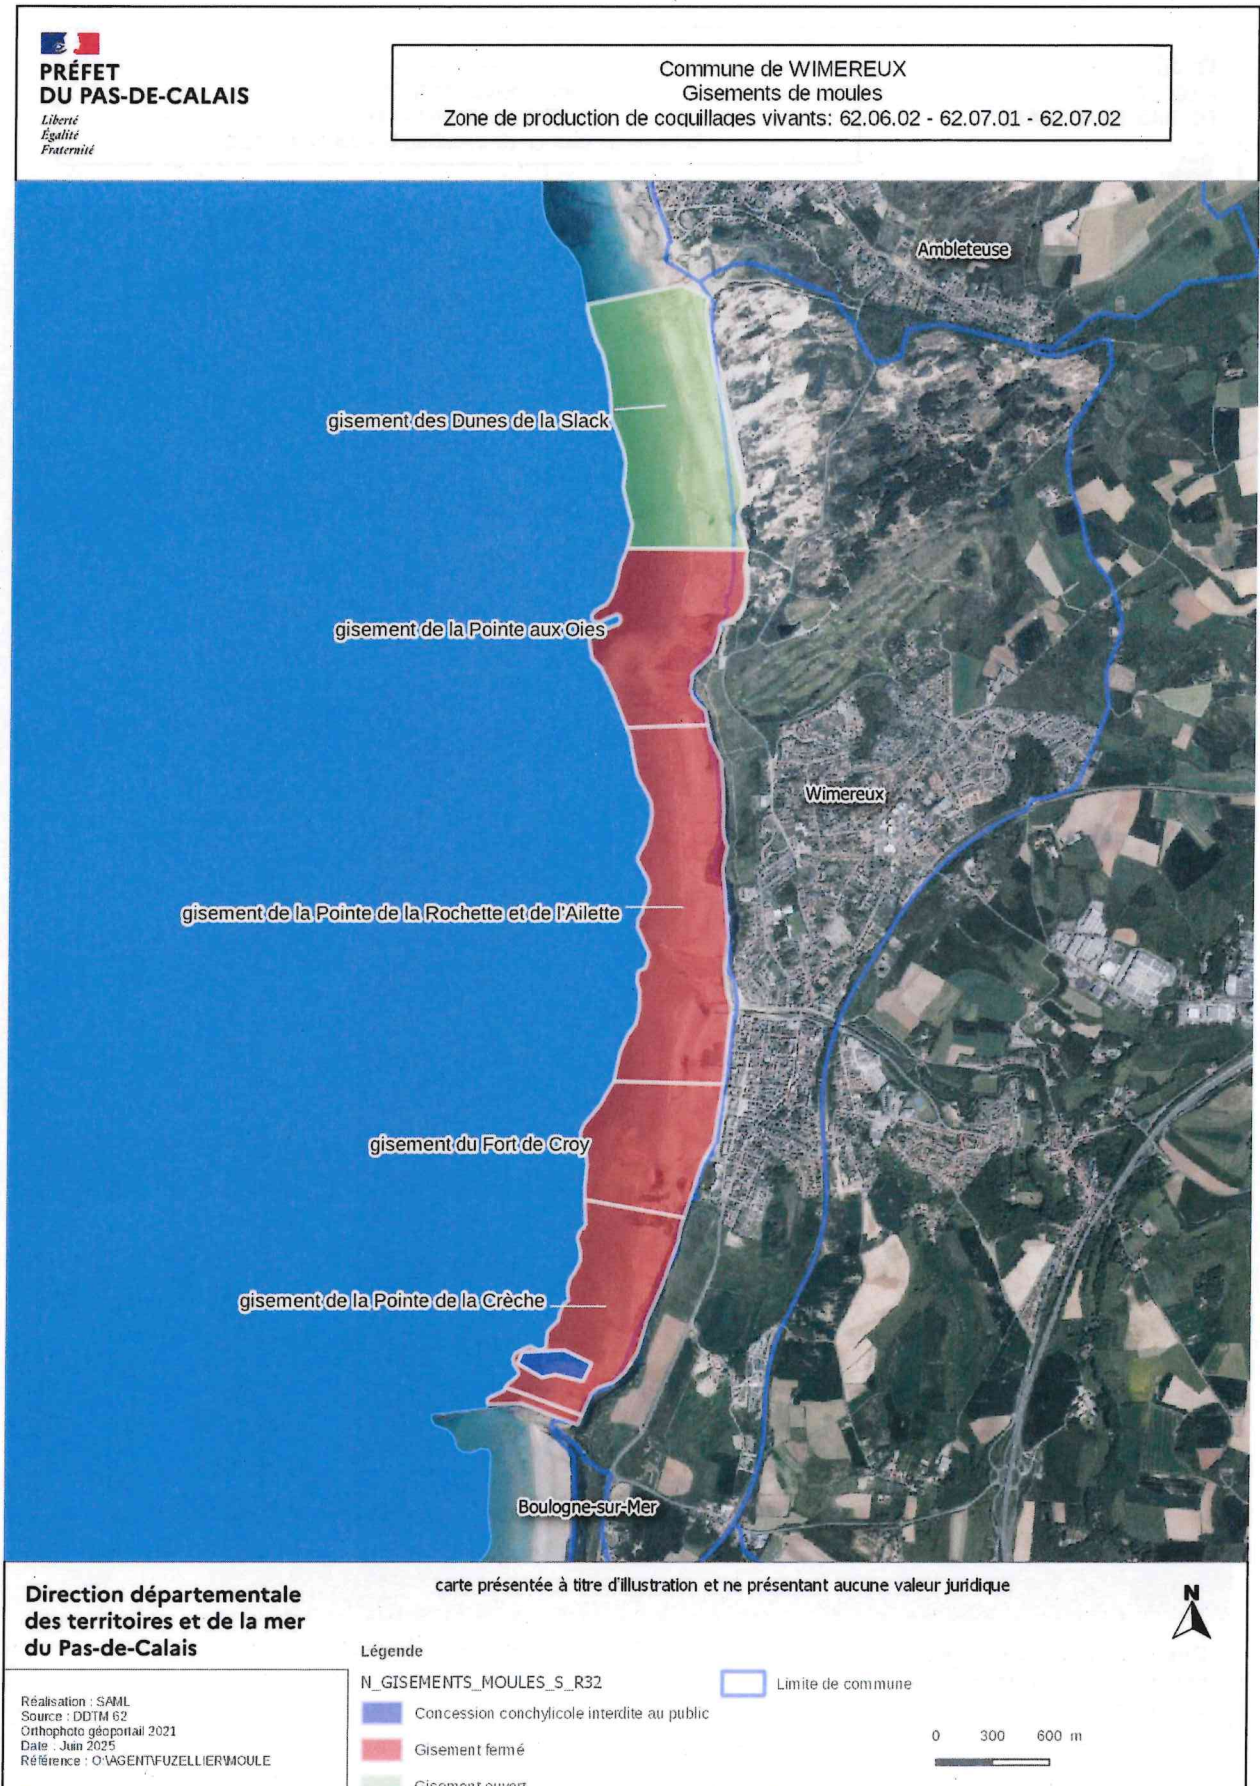 PRÉFET
DU PAS-DE-CALAIS
Liberté
Égalité
Fraternité
Commune de WIMEREUX
Gisements de moules
Zone de production de coquillages vivants: 62.06.02 - 62.07.01 - 62.07.02
Ambleteuse
gisement des Dunes de la Slack
gisement de la Pointe aux Oies
Wimereux
gisement de la Pointe de la Rochette et de l'Ailette
gisement du Fort de Croy
gisement de la Pointe de la Crèche
Boulogne-sur-Mer
Direction départementale
des territoires et de la mer
du Pas-de-Calais
carte présentée à titre d'illustration et ne présentant aucune valeur juridique
N
Réalisation : SAML
Source : DDTM 62
Orthophoto géoportail 2021
Date : Juin 2025
Référence : O:\AGENT\FUZELLIER\MOULE
Légende
N_GISEMENTS_MOULES_S_R32
Limite de commune
Concession conchylicole interdite au public
Gisement fermé
Gisement ouvert
0 300 600 m